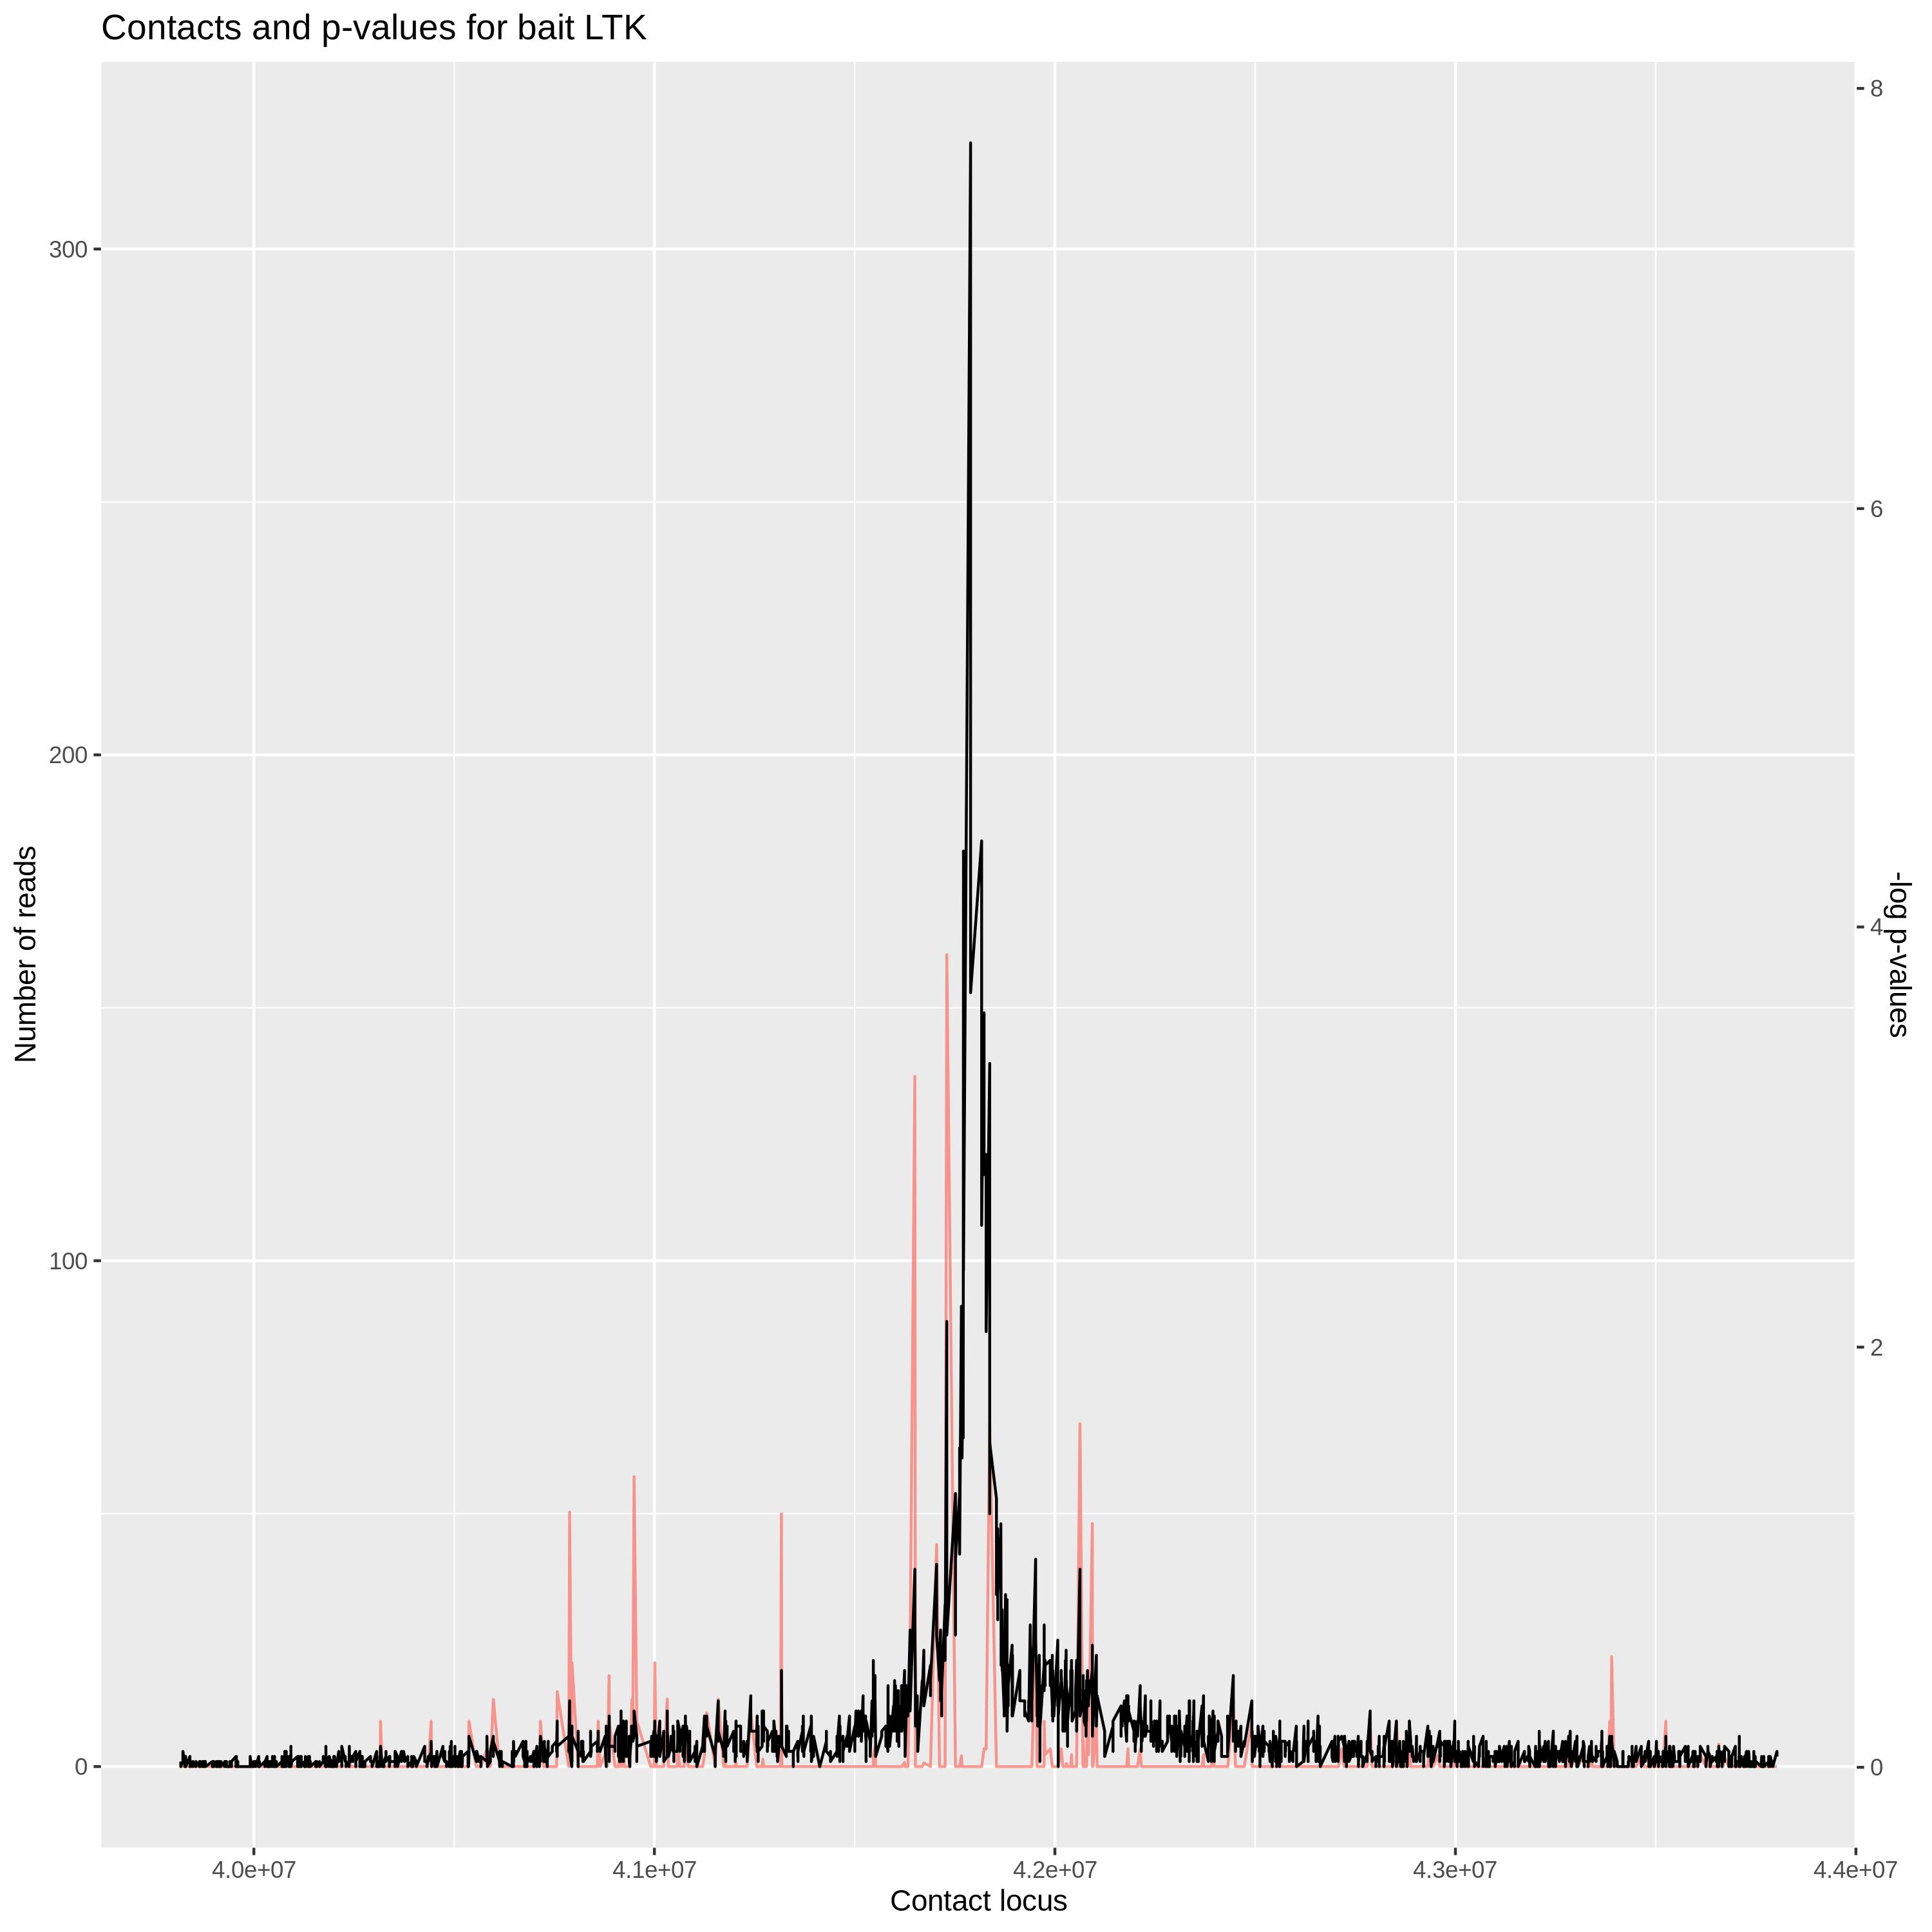 Contacts and p-values for bait LTK
300
200
100
0
Number of reads
8
6
4
2
0
-log p-values
4.0e+07
4.1e+07
4.2e+07
4.3e+07
4.4e+07
Contact locus